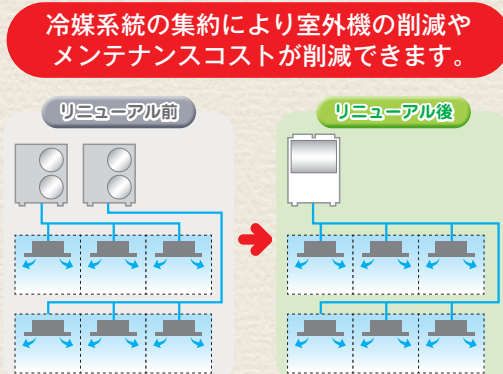 冷媒系統の集約により室外機の削減や
メンテナンスコストが削減できます。
リニューアル前
リニューアル後